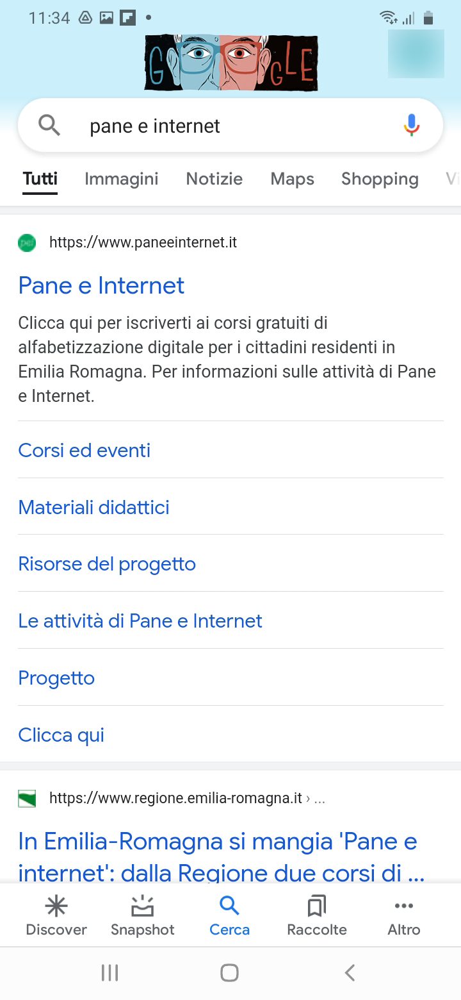 11:34
GOOGLE
pane e internet
Tutti Immagini Notizie Maps Shopping Vi
pei
https://www.paneeinternet.it
Pane e Internet
Clicca qui per iscriverti ai corsi gratuiti di
alfabetizzazione digitale per i cittadini residenti in
Emilia Romagna. Per informazioni sulle attività di Pane
e Internet.
Corsi ed eventi
Materiali didattici
Risorse del progetto
Le attività di Pane e Internet
Progetto
Clicca qui
https://www.regione.emilia-romagna.it › ...
In Emilia-Romagna si mangia 'Pane e
internet': dalla Regione due corsi di ...
Discover Snapshot Cerca Raccolte Altro